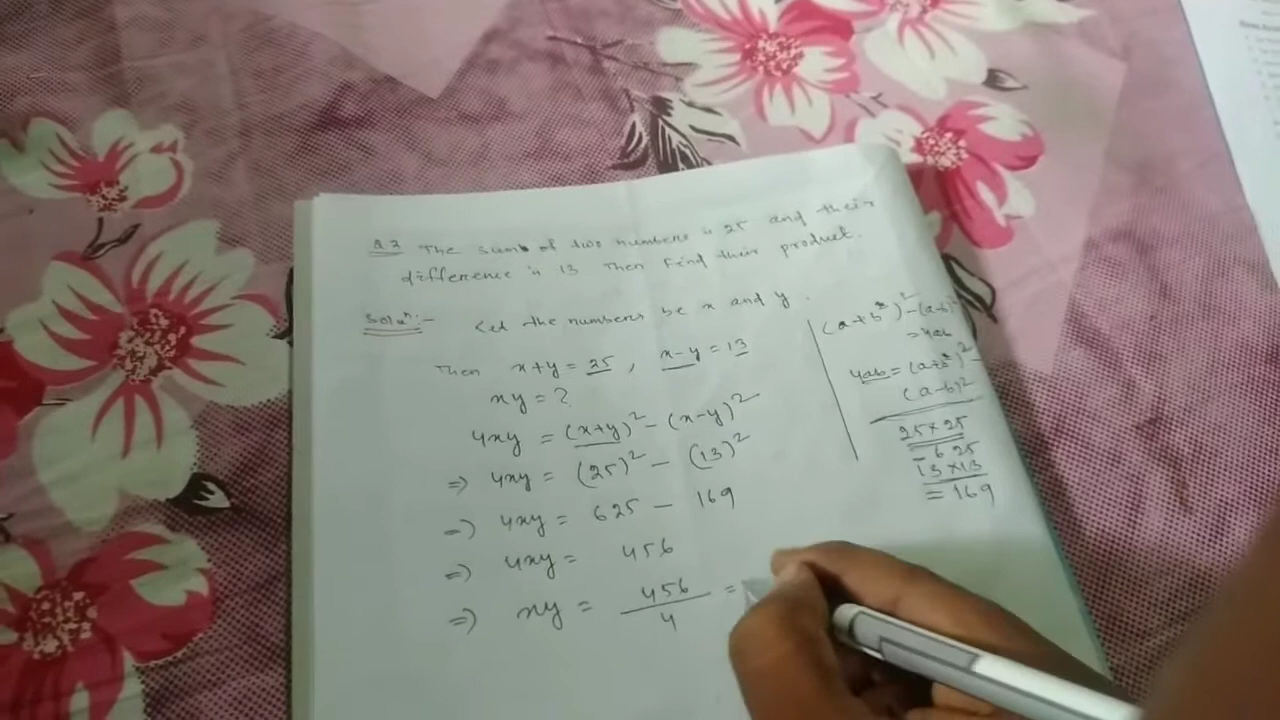 Q.2 The sum of two numbers is 25 and their
difference is 13 Then Find their product.
Soluⁿ:- Let the numbers be x and y.
Then x+y = 25, x-y = 13
xy = ?
4xy = (x+y)² - (x-y)²
=> 4xy = (25)² - (13)²
=> 4xy = 625 - 169
=> 4xy = 456
=> xy = 456/4 =
(a+b)² - (a-b)²
= 4ab
4ab = (a+b)² -
(a-b)²
25×25
= 625
13×13
= 169